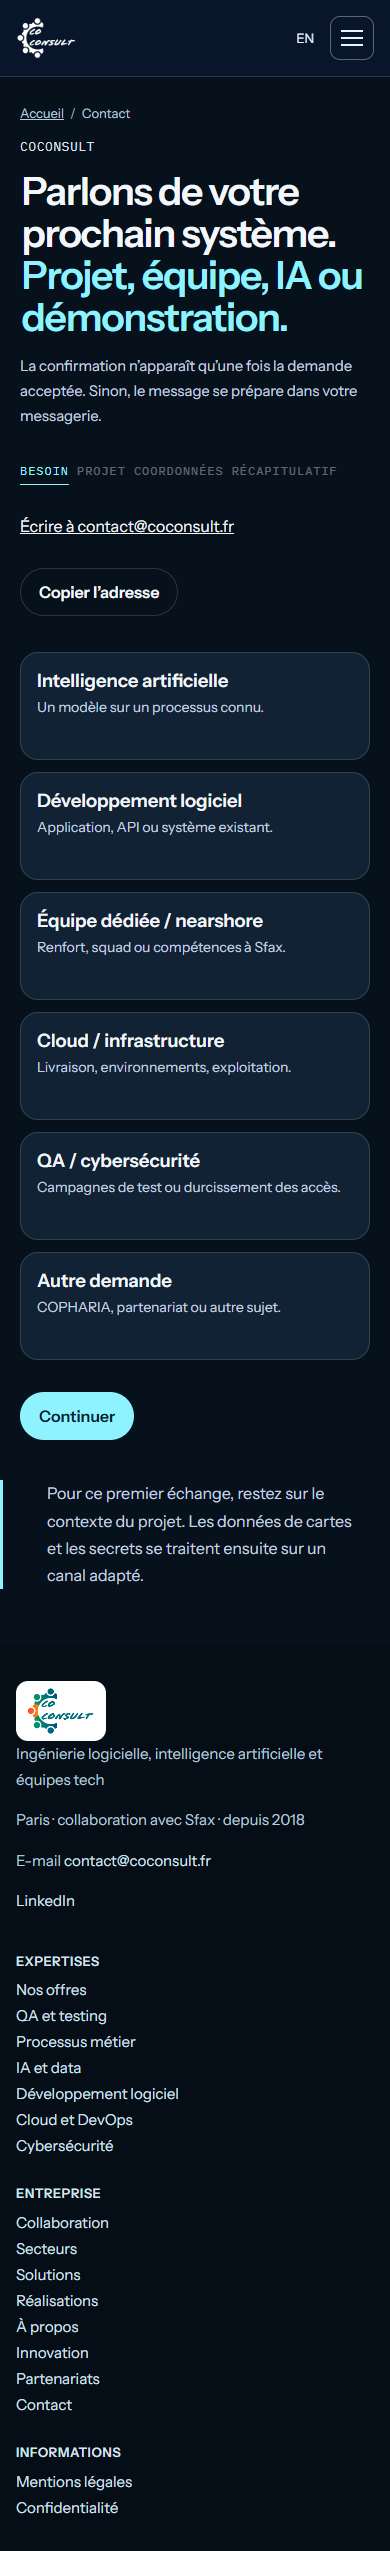 CO
CONSULT
EN
Accueil / Contact
COCONSULT
Parlons de votre
prochain système.
Projet, équipe, IA ou
démonstration.
La confirmation n’apparaît qu’une fois la demande
acceptée. Sinon, le message se prépare dans votre
messagerie.
BESOIN PROJET COORDONNÉES RÉCAPITULATIF
Écrire à contact@coconsult.fr
Copier l’adresse
Intelligence artificielle
Un modèle sur un processus connu.
Développement logiciel
Application, API ou système existant.
Équipe dédiée / nearshore
Renfort, squad ou compétences à Sfax.
Cloud / infrastructure
Livraison, environnements, exploitation.
QA / cybersécurité
Campagnes de test ou durcissement des accès.
Autre demande
COPHARIA, partenariat ou autre sujet.
Continuer
Pour ce premier échange, restez sur le
contexte du projet. Les données de cartes
et les secrets se traitent ensuite sur un
canal adapté.
CO
CONSULT
Ingénierie logicielle, intelligence artificielle et
équipes tech
Paris · collaboration avec Sfax · depuis 2018
E-mail contact@coconsult.fr
LinkedIn
EXPERTISES
Nos offres
QA et testing
Processus métier
IA et data
Développement logiciel
Cloud et DevOps
Cybersécurité
ENTREPRISE
Collaboration
Secteurs
Solutions
Réalisations
À propos
Innovation
Partenariats
Contact
INFORMATIONS
Mentions légales
Confidentialité